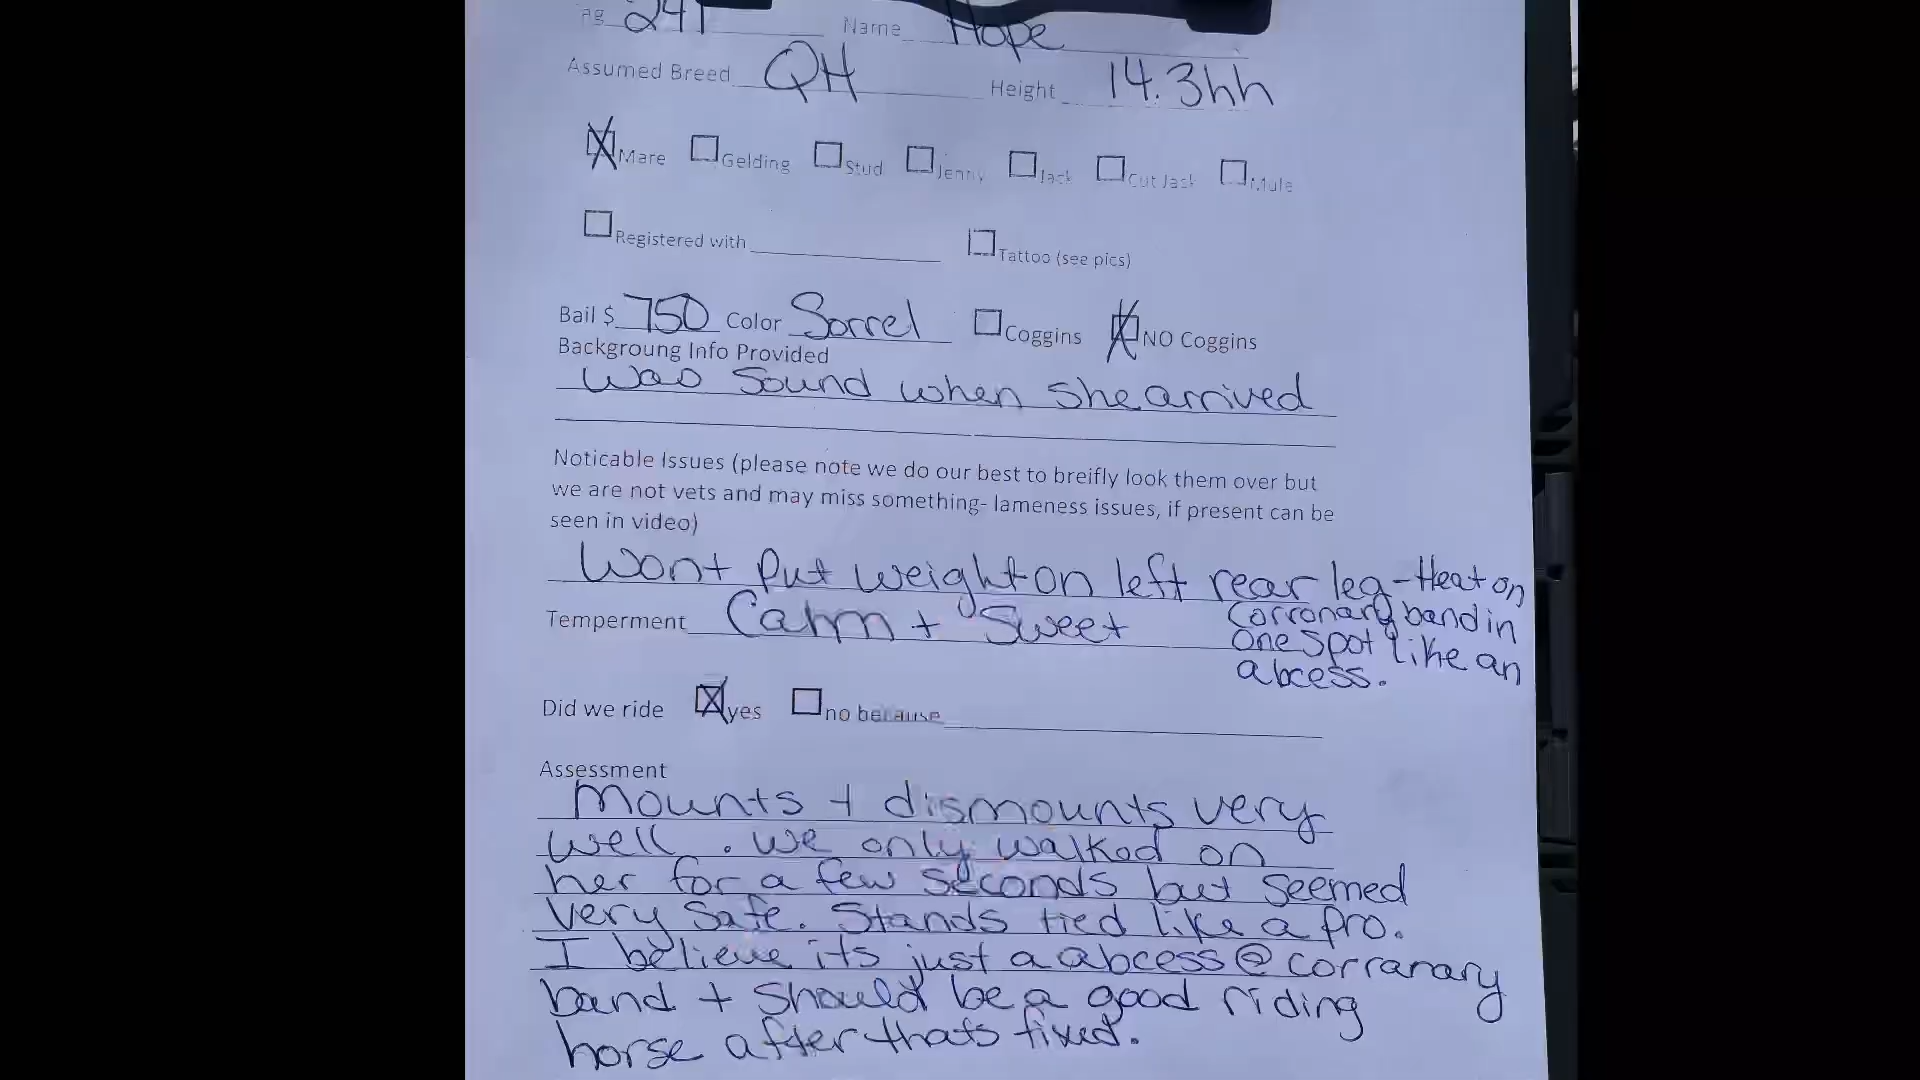 Pg 241 Name Hope
Assumed Breed QH Height 14.3hh
Mare Gelding Stud Jenny Jack Cut Jack Mule
Registered with Tattoo (see pics)
Bail $ 750 Color Sorrel Coggins NO Coggins
Backgroung Info Provided
was sound when she arrived
Noticable Issues (please note we do our best to breifly look them over but
we are not vets and may miss something- lameness issues, if present can be
seen in video)
Wont put weight on left rear leg - Heat on
corronary band in
one spot like an
abcess.
Temperment Calm + Sweet
Did we ride yes no because
Assessment
Mounts + dismounts very
well. we only walked on
her for a few seconds but seemed
very safe. Stands tied like a pro.
I believe its just a abcess @ corranary
band + should be a good riding
horse after thats fixed.